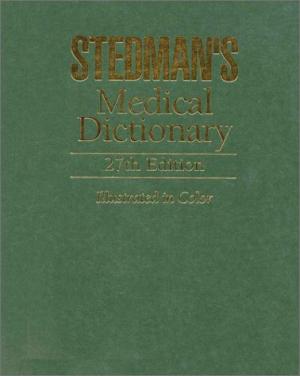 STEDMAN'S
Medical
Dictionary
27th Edition
Illustrated in Color